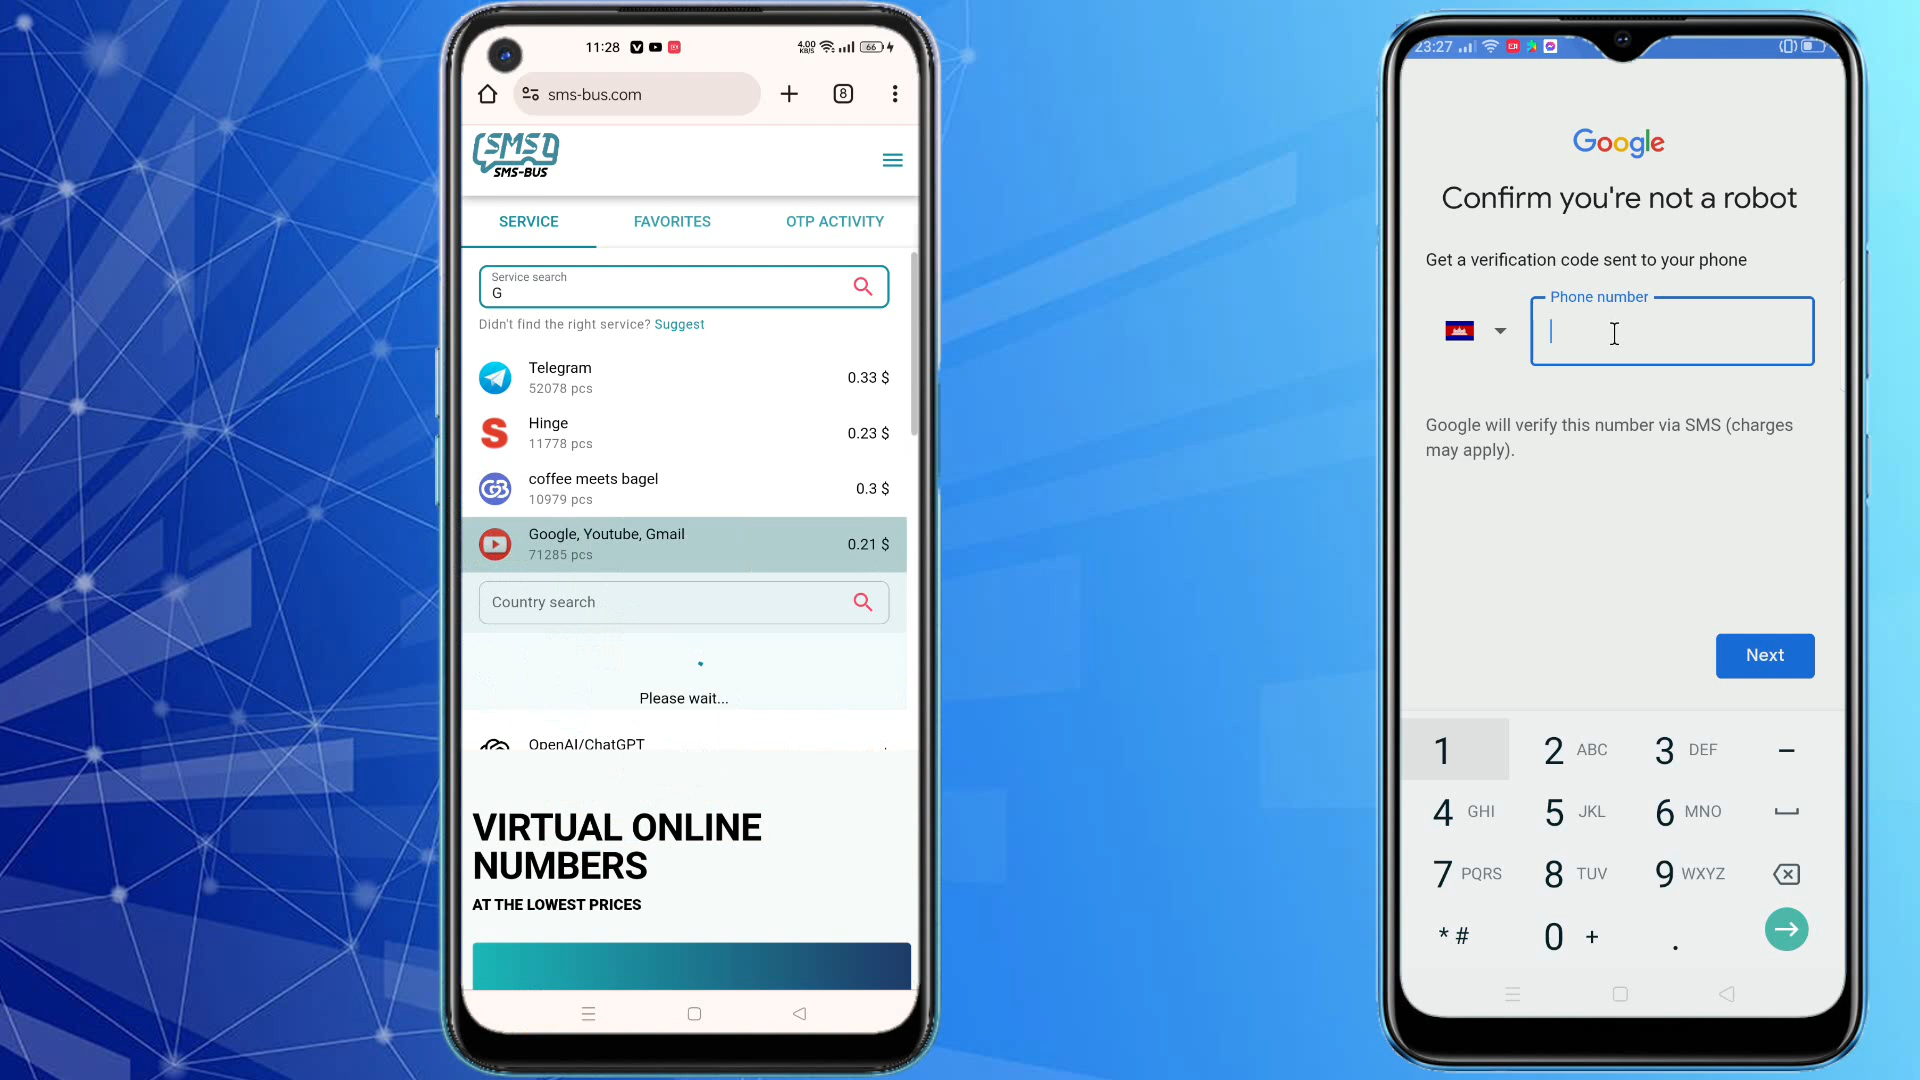 11:28
4.00
KB/S
66
sms-bus.com
8
SMS
SMS-BUS
SERVICE
FAVORITES
OTP ACTIVITY
Service search
G
Didn't find the right service? Suggest
Telegram
52078 pcs
0.33 $
Hinge
11778 pcs
0.23 $
coffee meets bagel
10979 pcs
0.3 $
Google, Youtube, Gmail
71285 pcs
0.21 $
Country search
Please wait...
OpenAI/ChatGPT
VIRTUAL ONLINE
NUMBERS
AT THE LOWEST PRICES
23:27
Google
Confirm you're not a robot
Get a verification code sent to your phone
Phone number
Google will verify this number via SMS (charges
may apply).
Next
1
2 ABC
3 DEF
–
4 GHI
5 JKL
6 MNO
7 PQRS
8 TUV
9 WXYZ
* #
0 +
.